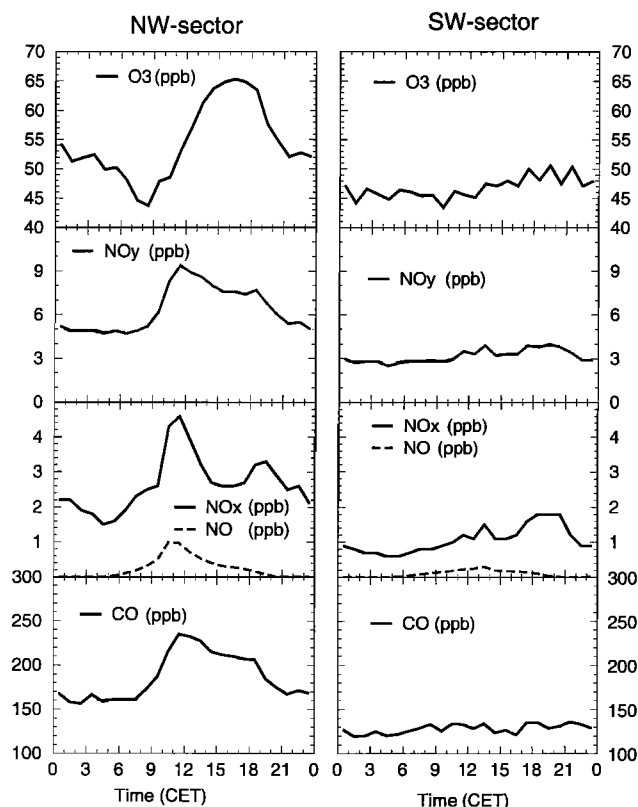 NW-sector SW-sector
70 70
65 O3(ppb) O3 (ppb) 65
60 60
55 55
50 50
45 45
40 40
NOy (ppb)
9 NOy (ppb) 9
6 6
3 3
0 0
4 NOx (ppb) 4
NO (ppb)
3 3
2 NOx (ppb) 2
NO (ppb)
1 1
300 300
250 CO (ppb) CO (ppb) 250
200 200
150 150
100 100
0 3 6 9 12 15 18 21 0 0 3 6 9 12 15 18 21 0
Time (CET) Time (CET)